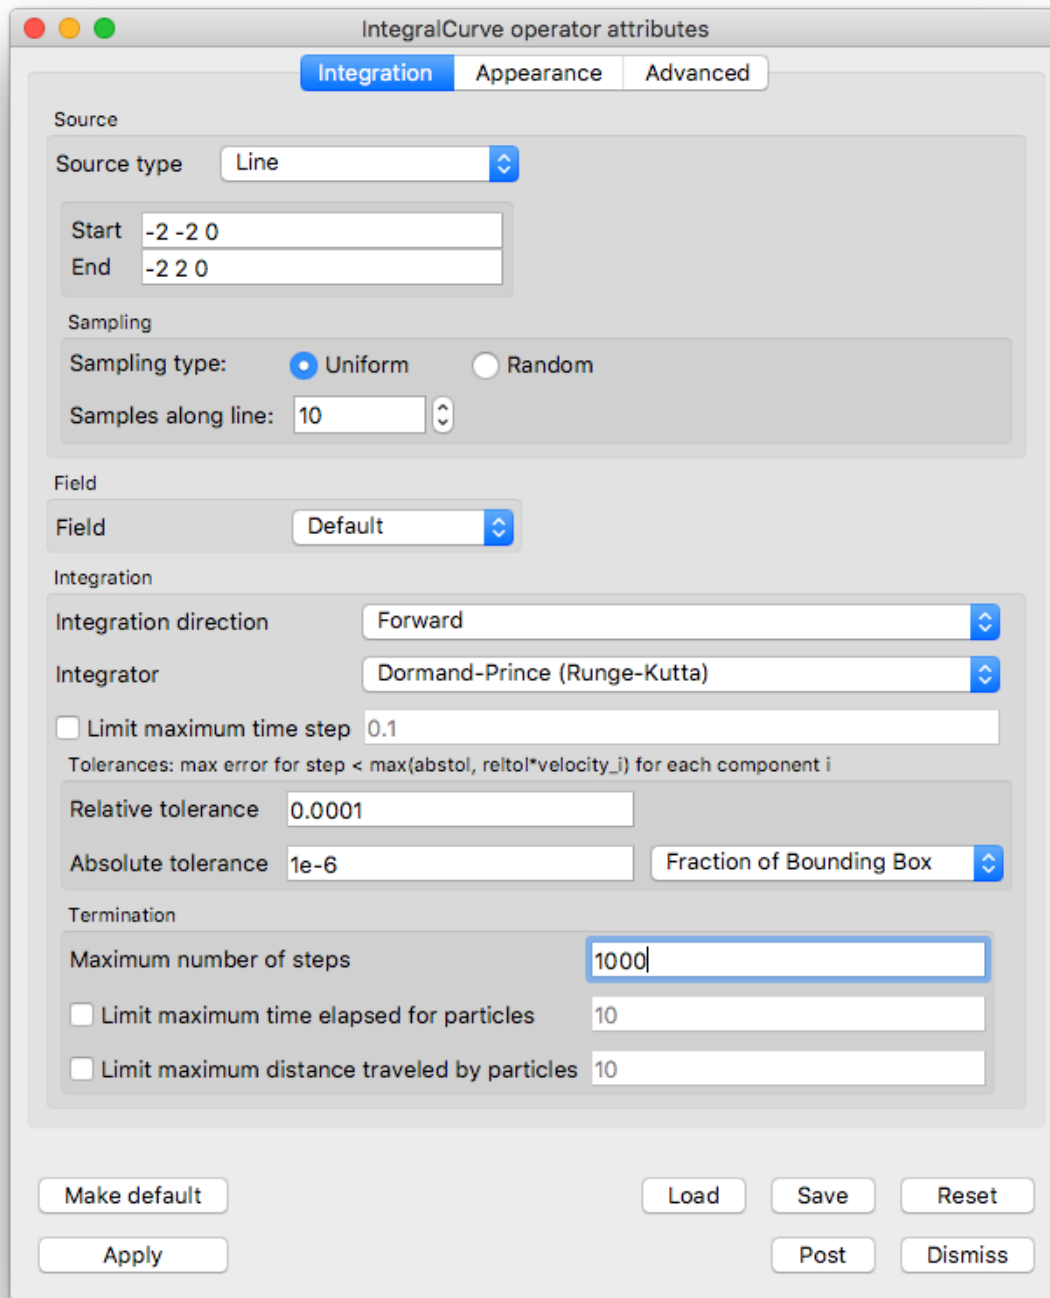 IntegralCurve operator attributes
Integration Appearance Advanced
Source
Source type Line
Start -2 -2 0
End -2 2 0
Sampling
Sampling type: Uniform Random
Samples along line: 10
Field
Field Default
Integration
Integration direction Forward
Integrator Dormand-Prince (Runge-Kutta)
Limit maximum time step 0.1
Tolerances: max error for step < max(abstol, reltol*velocity_i) for each component i
Relative tolerance 0.0001
Absolute tolerance 1e-6 Fraction of Bounding Box
Termination
Maximum number of steps 1000
Limit maximum time elapsed for particles 10
Limit maximum distance traveled by particles 10
Make default Load Save Reset
Apply Post Dismiss